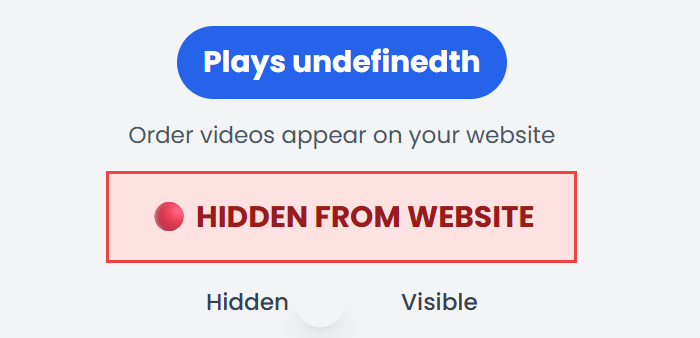 Plays undefinedth
Order videos appear on your website
HIDDEN FROM WEBSITE
Hidden
Visible